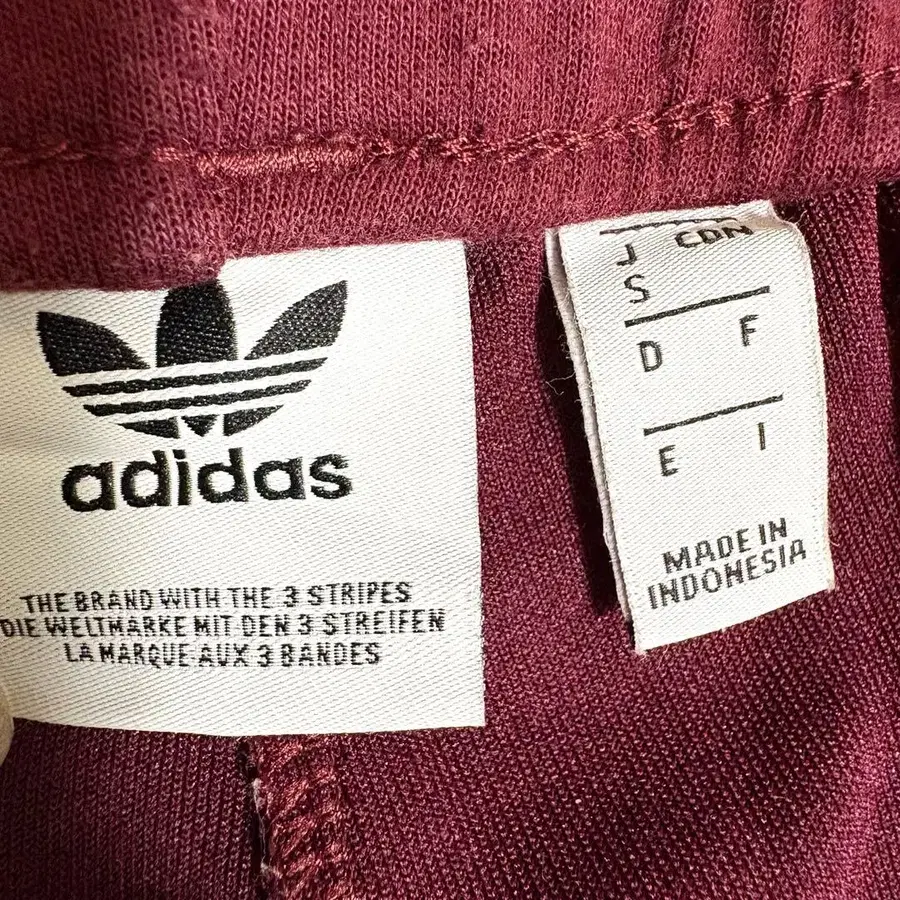 adidas
THE BRAND WITH THE 3 STRIPES
DIE WELTMARKE MIT DEN 3 STREIFEN
LA MARQUE AUX 3 BANDES
J CDN
S
D F
E I
MADE IN
INDONESIA